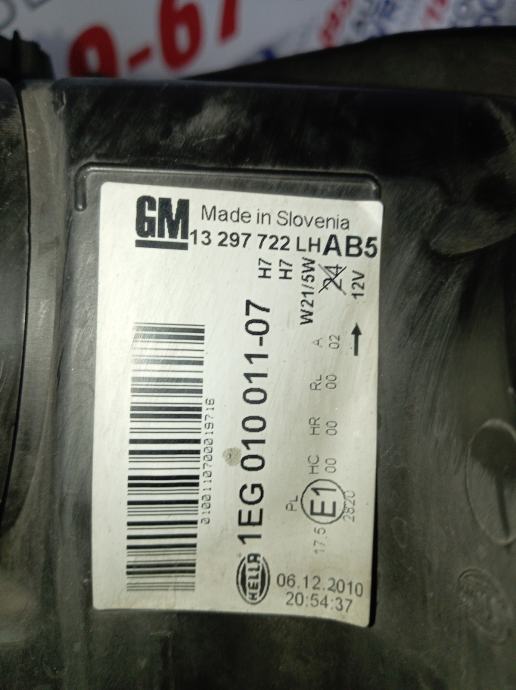 9-67
GM Made in Slovenia
13 297 722 LH AB5
H7
H7
W21/5W
24
12V
1EG 010 011-07
0100110700019716
A
02
RL
00
HR
00
HC
00
PL
E1
17.5
2820
HELLA
06.12.2010
20:54:37